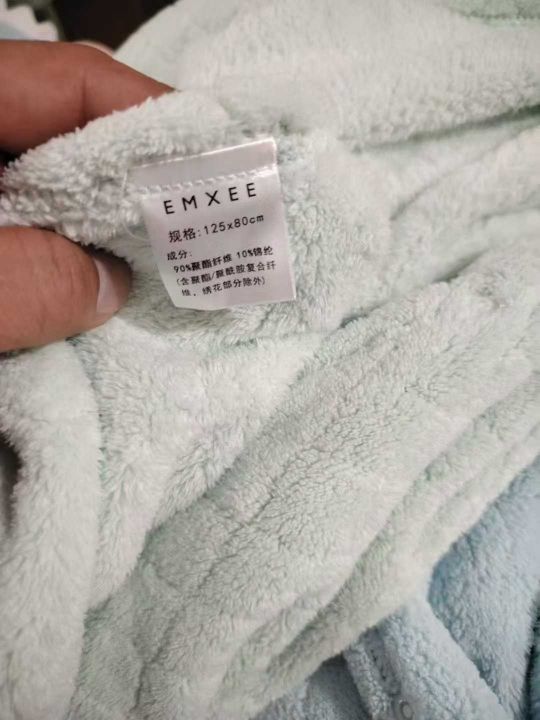 EMXEE
规格:125x80cm
成分:
90%聚酯纤维 10%锦纶
(含聚酯/聚酰胺复合纤
维，绣花部分除外)